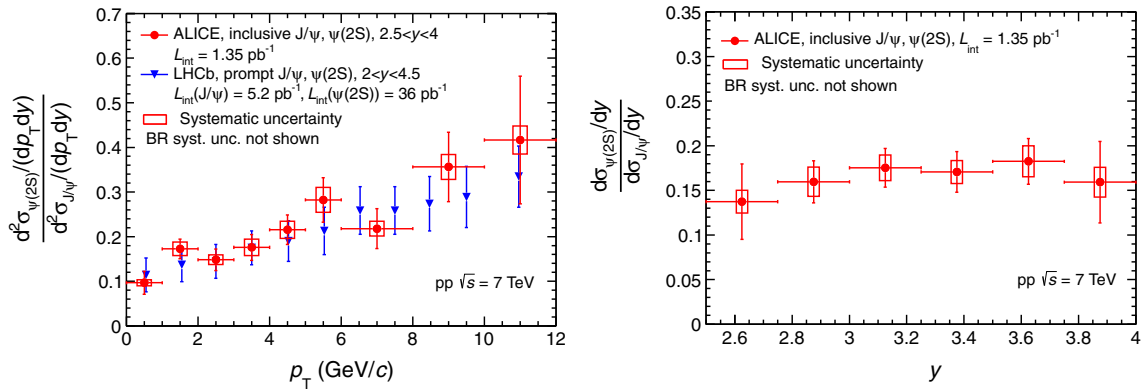 ALICE, inclusive J/ψ, ψ(2S), 2.5<y<4
L_int = 1.35 pb⁻¹
LHCb, prompt J/ψ, ψ(2S), 2<y<4.5
L_int(J/ψ) = 5.2 pb⁻¹, L_int(ψ(2S)) = 36 pb⁻¹
Systematic uncertainty
BR syst. unc. not shown
d²σ_ψ(2S)/(dp_T dy)
d²σ_J/ψ/(dp_T dy)
0.7
0.6
0.5
0.4
0.3
0.2
0.1
0
pp √s = 7 TeV
0 2 4 6 8 10 12
p_T (GeV/c)
ALICE, inclusive J/ψ, ψ(2S), L_int = 1.35 pb⁻¹
Systematic uncertainty
BR syst. unc. not shown
dσ_ψ(2S)/dy
dσ_J/ψ/dy
0.35
0.3
0.25
0.2
0.15
0.1
0.05
0
pp √s = 7 TeV
2.6 2.8 3 3.2 3.4 3.6 3.8 4
y